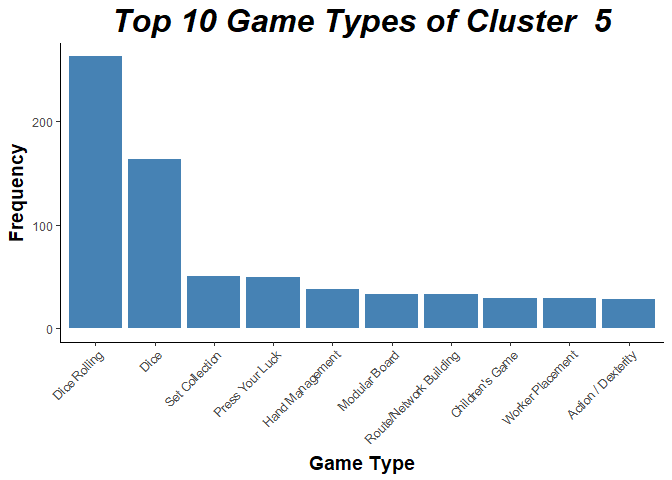 Top 10 Game Types of Cluster  5
Frequency
200
100
0
Dice Rolling
Dice
Set Collection
Press Your Luck
Hand Management
Modular Board
Route/Network Building
Children's Game
Worker Placement
Action / Dexterity
Game Type